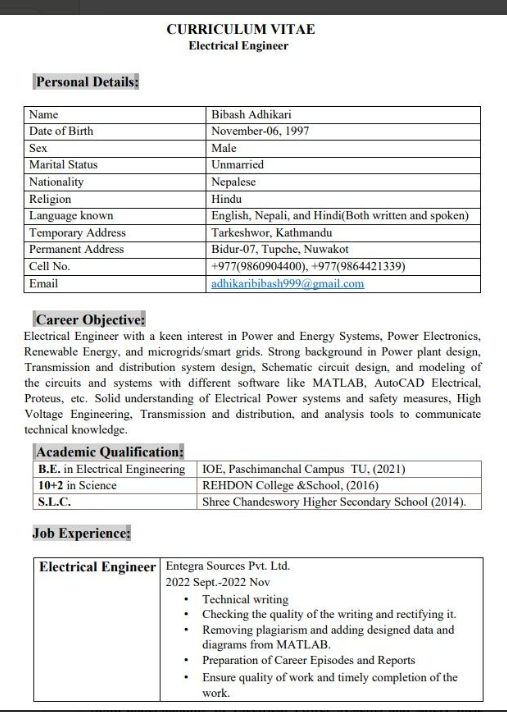 CURRICULUM VITAE
Electrical Engineer
Personal Details:
Name Bibash Adhikari
Date of Birth November-06, 1997
Sex Male
Marital Status Unmarried
Nationality Nepalese
Religion Hindu
Language known English, Nepali, and Hindi(Both written and spoken)
Temporary Address Tarkeshwor, Kathmandu
Permanent Address Bidur-07, Tupche, Nuwakot
Cell No. +977(9860904400), +977(9864421339)
Email adhikaribibash999@gmail.com
Career Objective:
Electrical Engineer with a keen interest in Power and Energy Systems, Power Electronics,
Renewable Energy, and microgrids/smart grids. Strong background in Power plant design,
Transmission and distribution system design, Schematic circuit design, and modeling of
the circuits and systems with different software like MATLAB, AutoCAD Electrical,
Proteus, etc. Solid understanding of Electrical Power systems and safety measures, High
Voltage Engineering, Transmission and distribution, and analysis tools to communicate
technical knowledge.
Academic Qualification:
B.E. in Electrical Engineering IOE, Paschimanchal Campus TU, (2021)
10+2 in Science REHDON College &School, (2016)
S.L.C. Shree Chandeswory Higher Secondary School (2014).
Job Experience:
Electrical Engineer Entegra Sources Pvt. Ltd.
2022 Sept.-2022 Nov
• Technical writing
• Checking the quality of the writing and rectifying it.
• Removing plagiarism and adding designed data and
diagrams from MATLAB.
• Preparation of Career Episodes and Reports
• Ensure quality of work and timely completion of the
work.